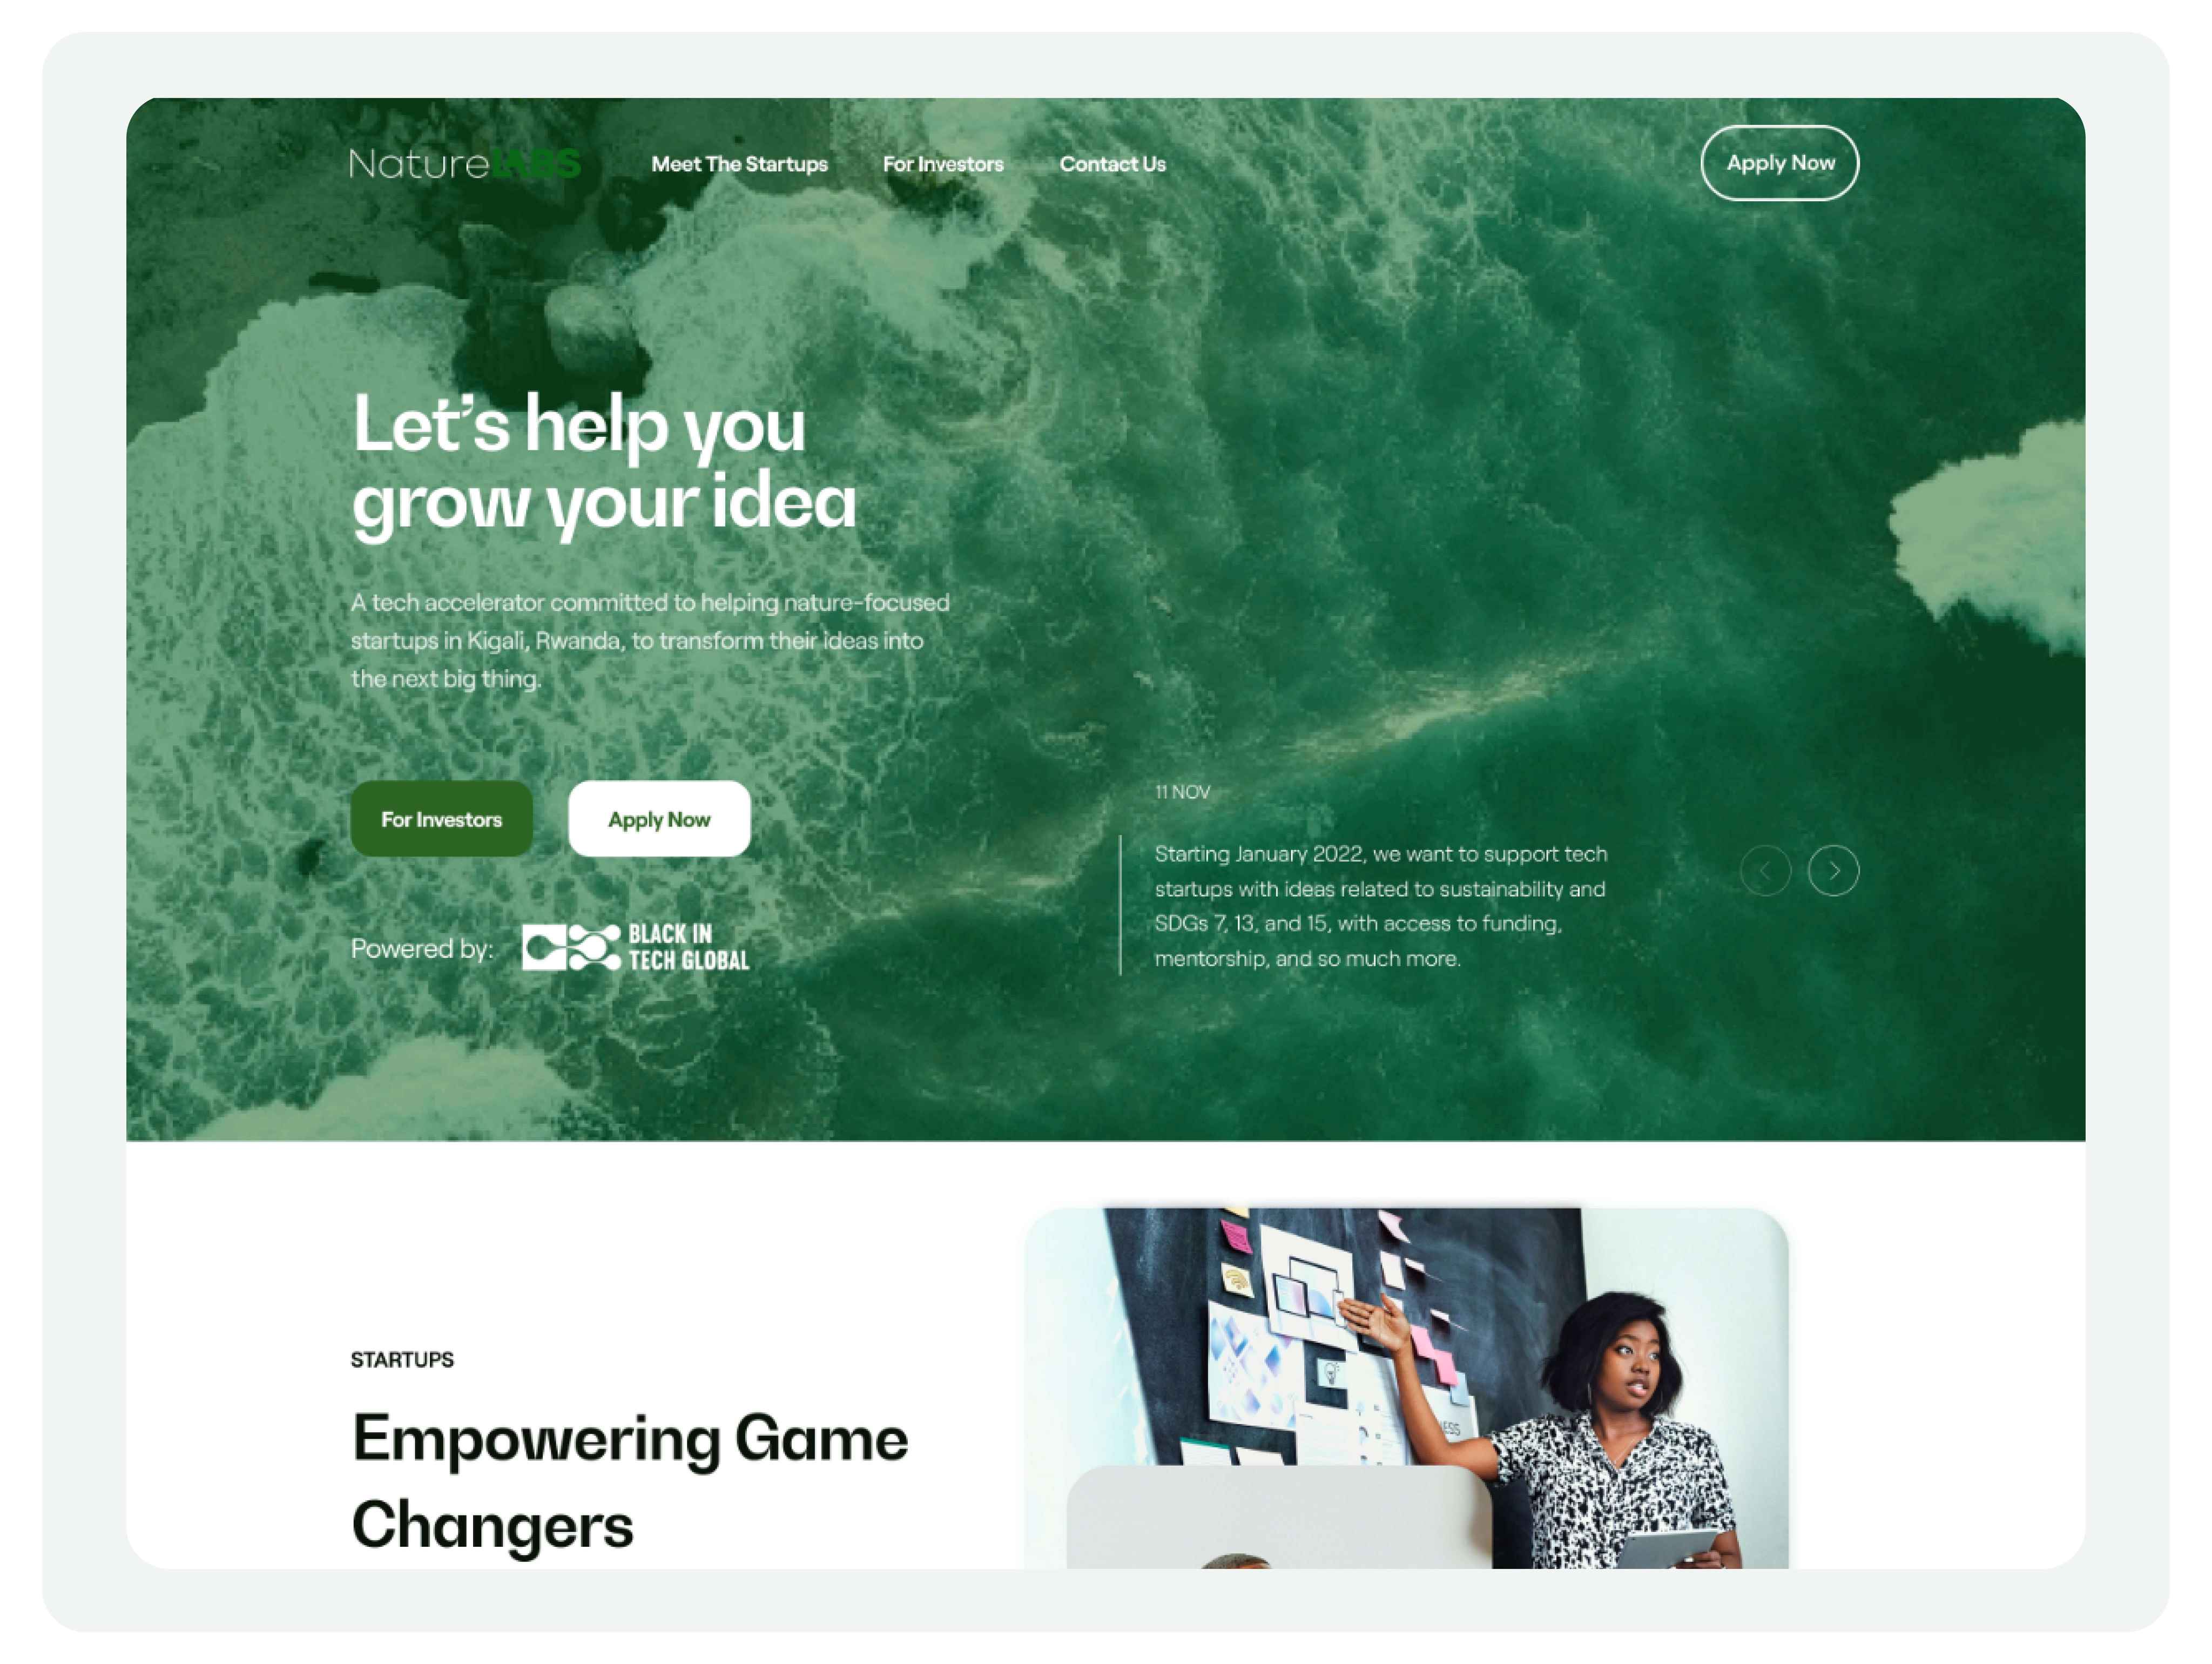 NatureLABS
Meet The Startups
For Investors
Contact Us
Apply Now
Let’s help you
grow your idea
A tech accelerator committed to helping nature-focused
startups in Kigali, Rwanda, to transform their ideas into
the next big thing.
For Investors
Apply Now
Powered by:
BLACK IN
TECH GLOBAL
11 NOV
Starting January 2022, we want to support tech
startups with ideas related to sustainability and
SDGs 7, 13, and 15, with access to funding,
mentorship, and so much more.
STARTUPS
Empowering Game
Changers